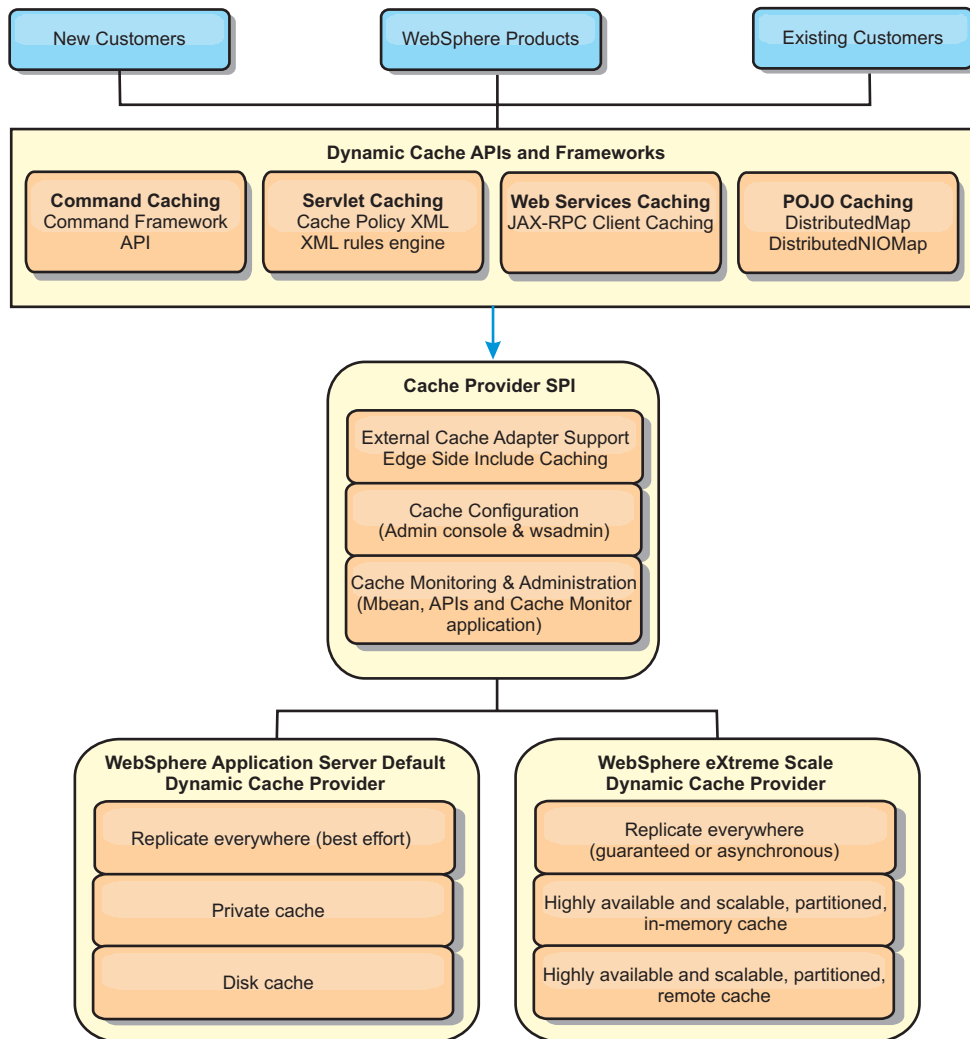 New Customers
WebSphere Products
Existing Customers
Dynamic Cache APIs and Frameworks
Command Caching
Command Framework
API
Servlet Caching
Cache Policy XML
XML rules engine
Web Services Caching
JAX-RPC Client Caching
POJO Caching
DistributedMap
DistributedNIOMap
Cache Provider SPI
External Cache Adapter Support
Edge Side Include Caching
Cache Configuration
(Admin console & wsadmin)
Cache Monitoring & Administration
(Mbean, APIs and Cache Monitor
application)
WebSphere Application Server Default
Dynamic Cache Provider
Replicate everywhere (best effort)
Private cache
Disk cache
WebSphere eXtreme Scale
Dynamic Cache Provider
Replicate everywhere
(guaranteed or asynchronous)
Highly available and scalable, partitioned,
in-memory cache
Highly available and scalable, partitioned,
remote cache